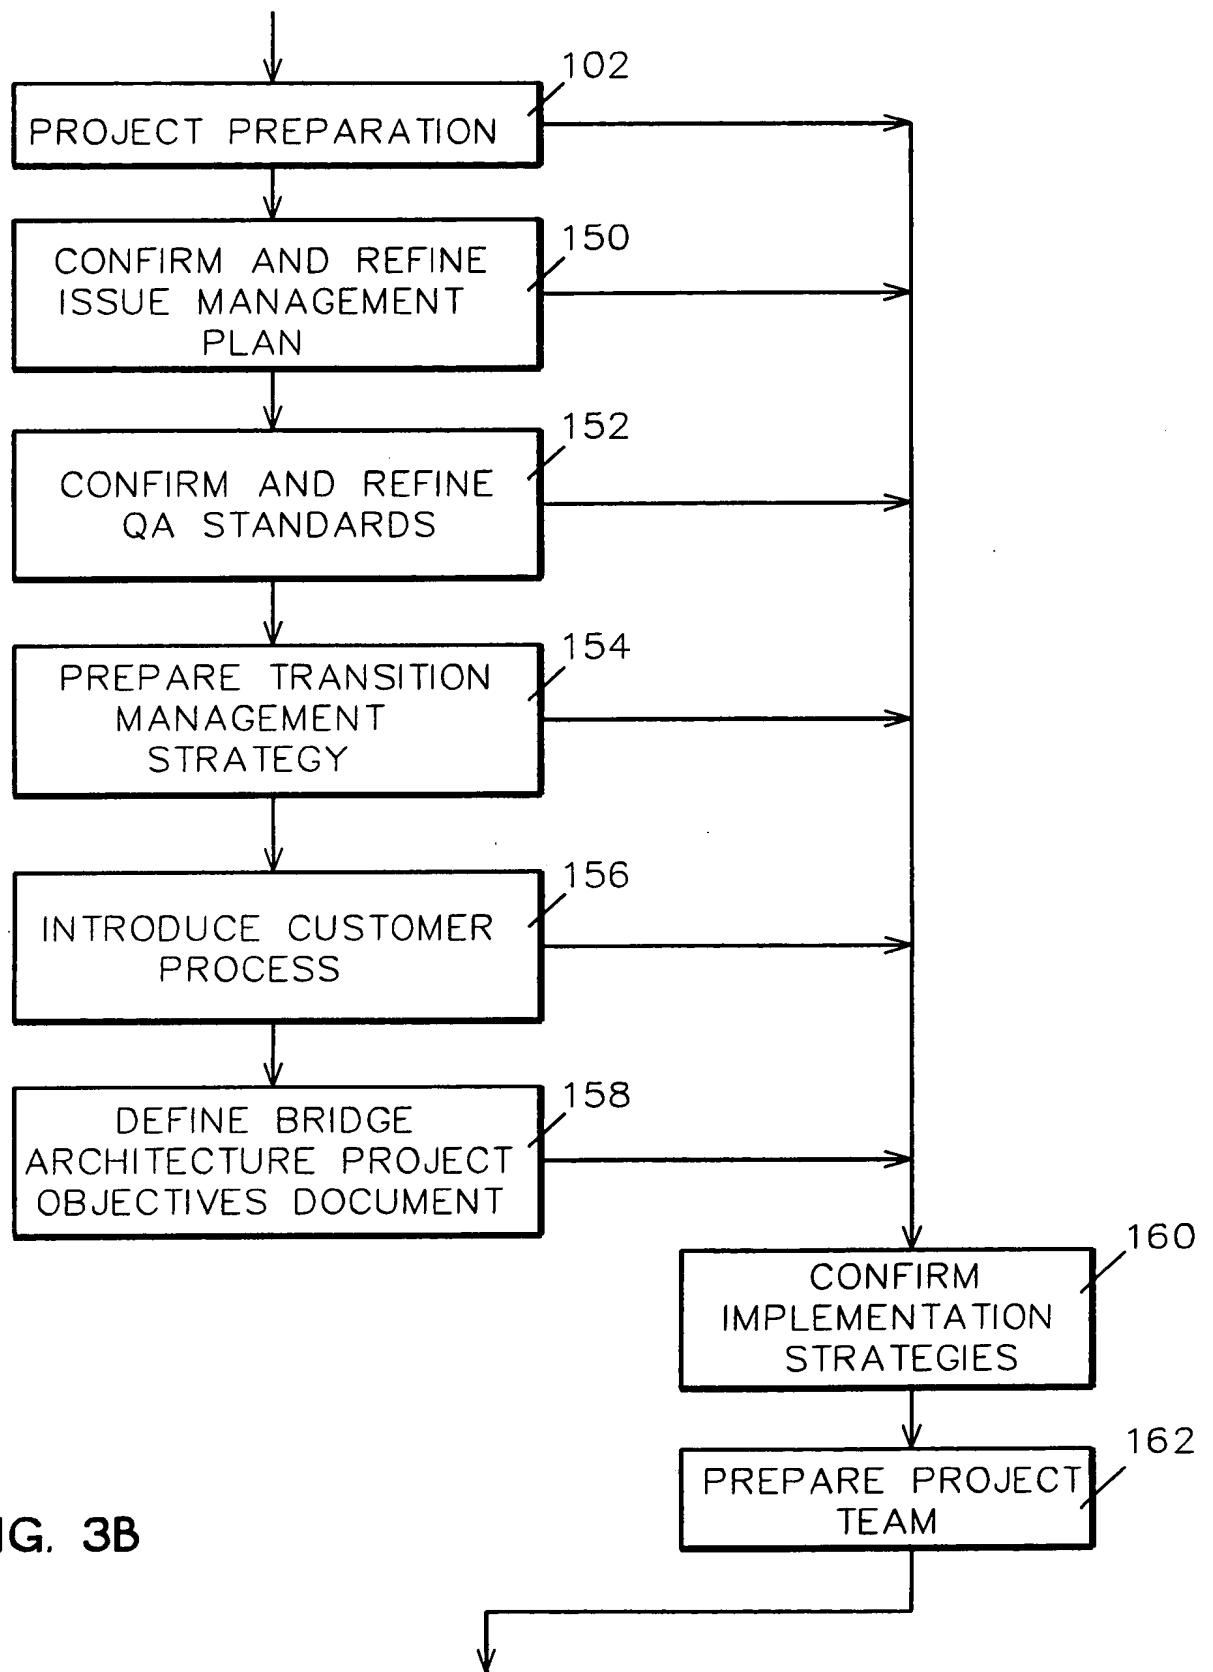 102
PROJECT PREPARATION
150
CONFIRM AND REFINE
ISSUE MANAGEMENT
PLAN
152
CONFIRM AND REFINE
QA STANDARDS
154
PREPARE TRANSITION
MANAGEMENT
STRATEGY
156
INTRODUCE CUSTOMER
PROCESS
158
DEFINE BRIDGE
ARCHITECTURE PROJECT
OBJECTIVES DOCUMENT
160
CONFIRM
IMPLEMENTATION
STRATEGIES
162
PREPARE PROJECT
TEAM
IG. 3B